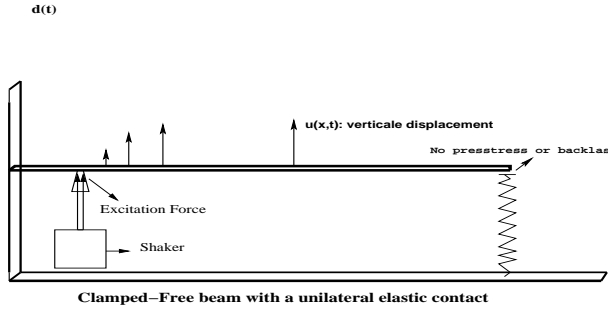 d(t)
u(x,t): verticale displacement
No presstress or backlas
Excitation Force
Shaker
Clamped–Free beam with a unilateral elastic contact